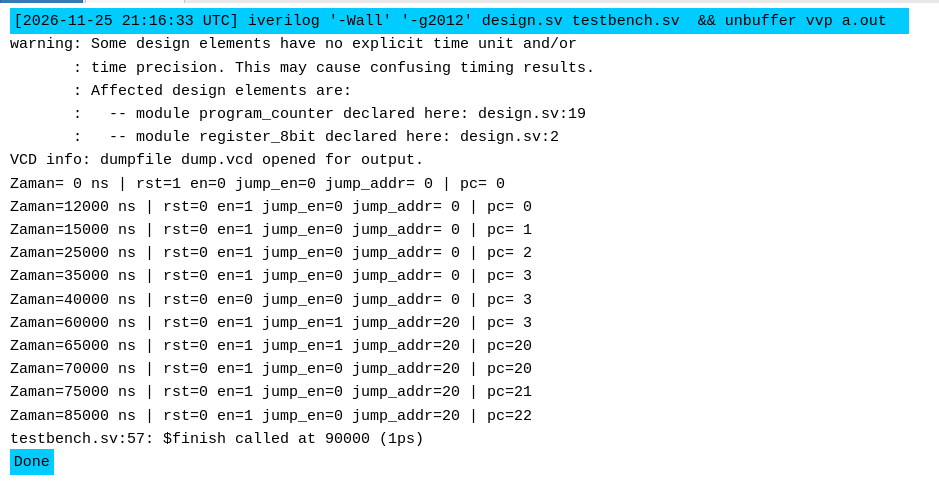 [2026-11-25 21:16:33 UTC] iverilog '-Wall' '-g2012' design.sv testbench.sv  && unbuffer vvp a.out
warning: Some design elements have no explicit time unit and/or
       : time precision. This may cause confusing timing results.
       : Affected design elements are:
       :   -- module program_counter declared here: design.sv:19
       :   -- module register_8bit declared here: design.sv:2
VCD info: dumpfile dump.vcd opened for output.
Zaman= 0 ns | rst=1 en=0 jump_en=0 jump_addr= 0 | pc= 0
Zaman=12000 ns | rst=0 en=1 jump_en=0 jump_addr= 0 | pc= 0
Zaman=15000 ns | rst=0 en=1 jump_en=0 jump_addr= 0 | pc= 1
Zaman=25000 ns | rst=0 en=1 jump_en=0 jump_addr= 0 | pc= 2
Zaman=35000 ns | rst=0 en=1 jump_en=0 jump_addr= 0 | pc= 3
Zaman=40000 ns | rst=0 en=0 jump_en=0 jump_addr= 0 | pc= 3
Zaman=60000 ns | rst=0 en=1 jump_en=1 jump_addr=20 | pc= 3
Zaman=65000 ns | rst=0 en=1 jump_en=1 jump_addr=20 | pc=20
Zaman=70000 ns | rst=0 en=1 jump_en=0 jump_addr=20 | pc=20
Zaman=75000 ns | rst=0 en=1 jump_en=0 jump_addr=20 | pc=21
Zaman=85000 ns | rst=0 en=1 jump_en=0 jump_addr=20 | pc=22
testbench.sv:57: $finish called at 90000 (1ps)
Done